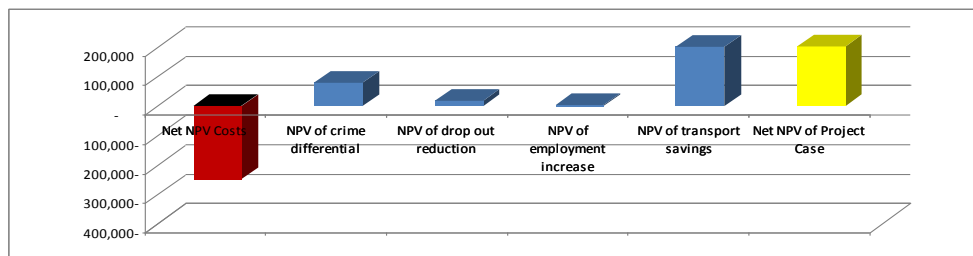 200,000
100,000
-
100,000-
200,000-
300,000-
400,000-
Net NPV Costs
NPV of crime
differential
NPV of drop out
reduction
NPV of
employment
increase
NPV of transport
savings
Net NPV of Project
Case